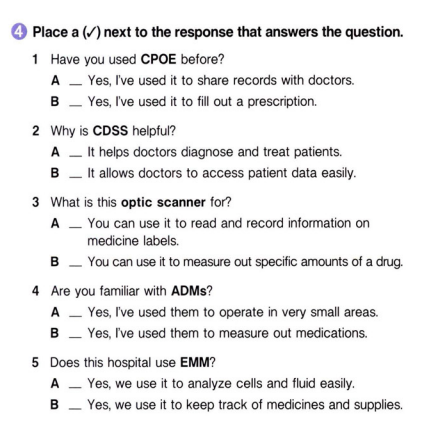 4 Place a (✓) next to the response that answers the question.
1 Have you used CPOE before?
A __ Yes, I've used it to share records with doctors.
B __ Yes, I've used it to fill out a prescription.
2 Why is CDSS helpful?
A __ It helps doctors diagnose and treat patients.
B __ It allows doctors to access patient data easily.
3 What is this optic scanner for?
A __ You can use it to read and record information on
medicine labels.
B __ You can use it to measure out specific amounts of a drug.
4 Are you familiar with ADMs?
A __ Yes, I've used them to operate in very small areas.
B __ Yes, I've used them to measure out medications.
5 Does this hospital use EMM?
A __ Yes, we use it to analyze cells and fluid easily.
B __ Yes, we use it to keep track of medicines and supplies.